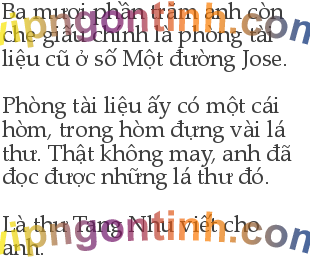 Ba mươi phần trăm anh còn
che giấu chính là phòng tài
liệu cũ ở số Một đường Jose.
Phòng tài liệu ấy có một cái
hòm, trong hòm đựng vài lá
thư. Thật không may, anh đã
đọc được những lá thư đó.
Là thư Tang Nhu viết cho
anh.